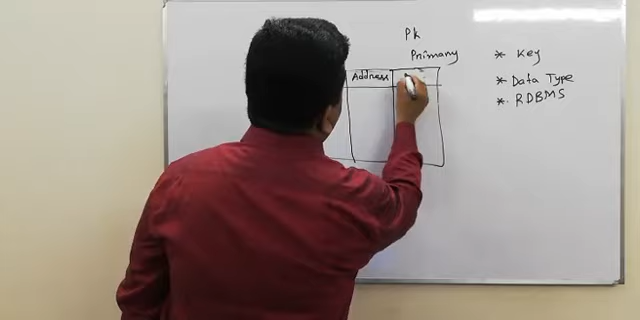 Pk
Primary
Address
* Key
* Data Type
* RDBMS